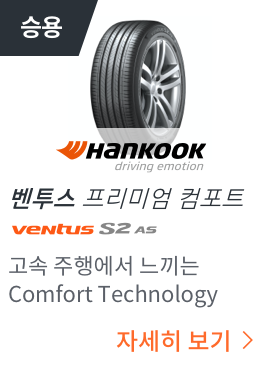 승용
HANKOOK
driving emotion
벤투스 프리미엄 컴포트
ventus S2 AS
고속 주행에서 느끼는
Comfort Technology
자세히 보기 >